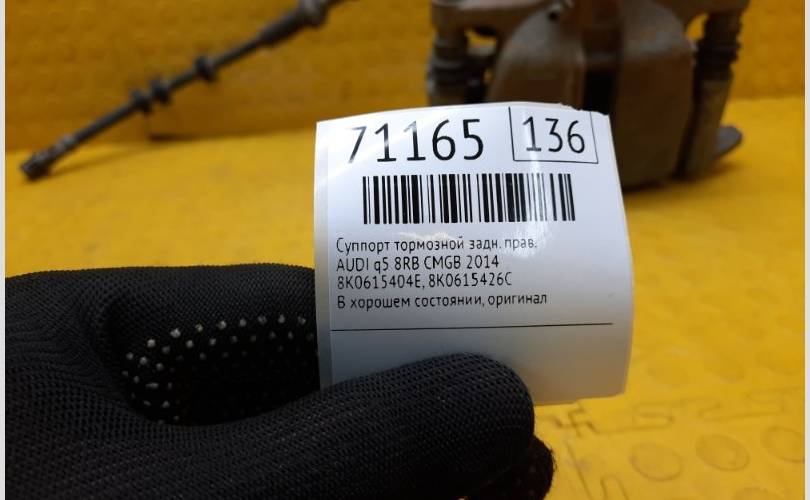 71165 136
Суппорт тормозной задн. прав.
AUDI q5 8RB CMGB 2014
8K0615404E, 8K0615426C
В хорошем состоянии, оригинал